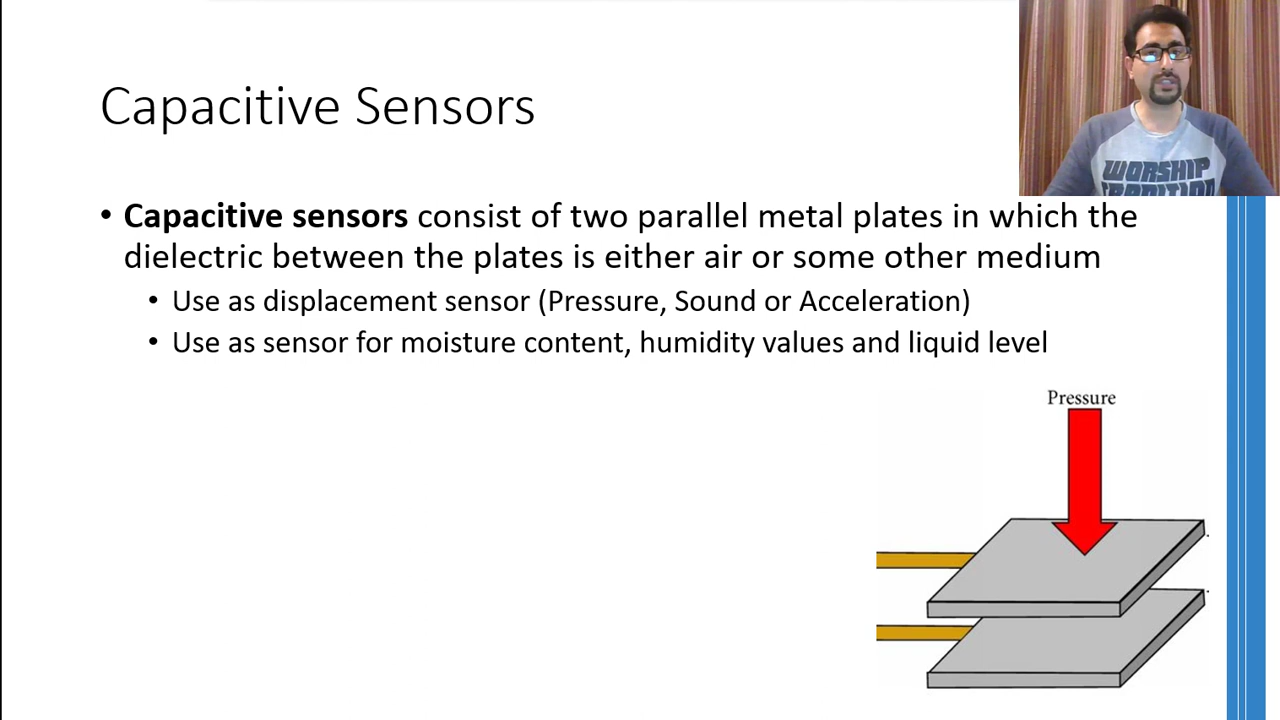 Capacitive Sensors
WORSHIP
TRADITION
• Capacitive sensors consist of two parallel metal plates in which the
dielectric between the plates is either air or some other medium
• Use as displacement sensor (Pressure, Sound or Acceleration)
• Use as sensor for moisture content, humidity values and liquid level
Pressure